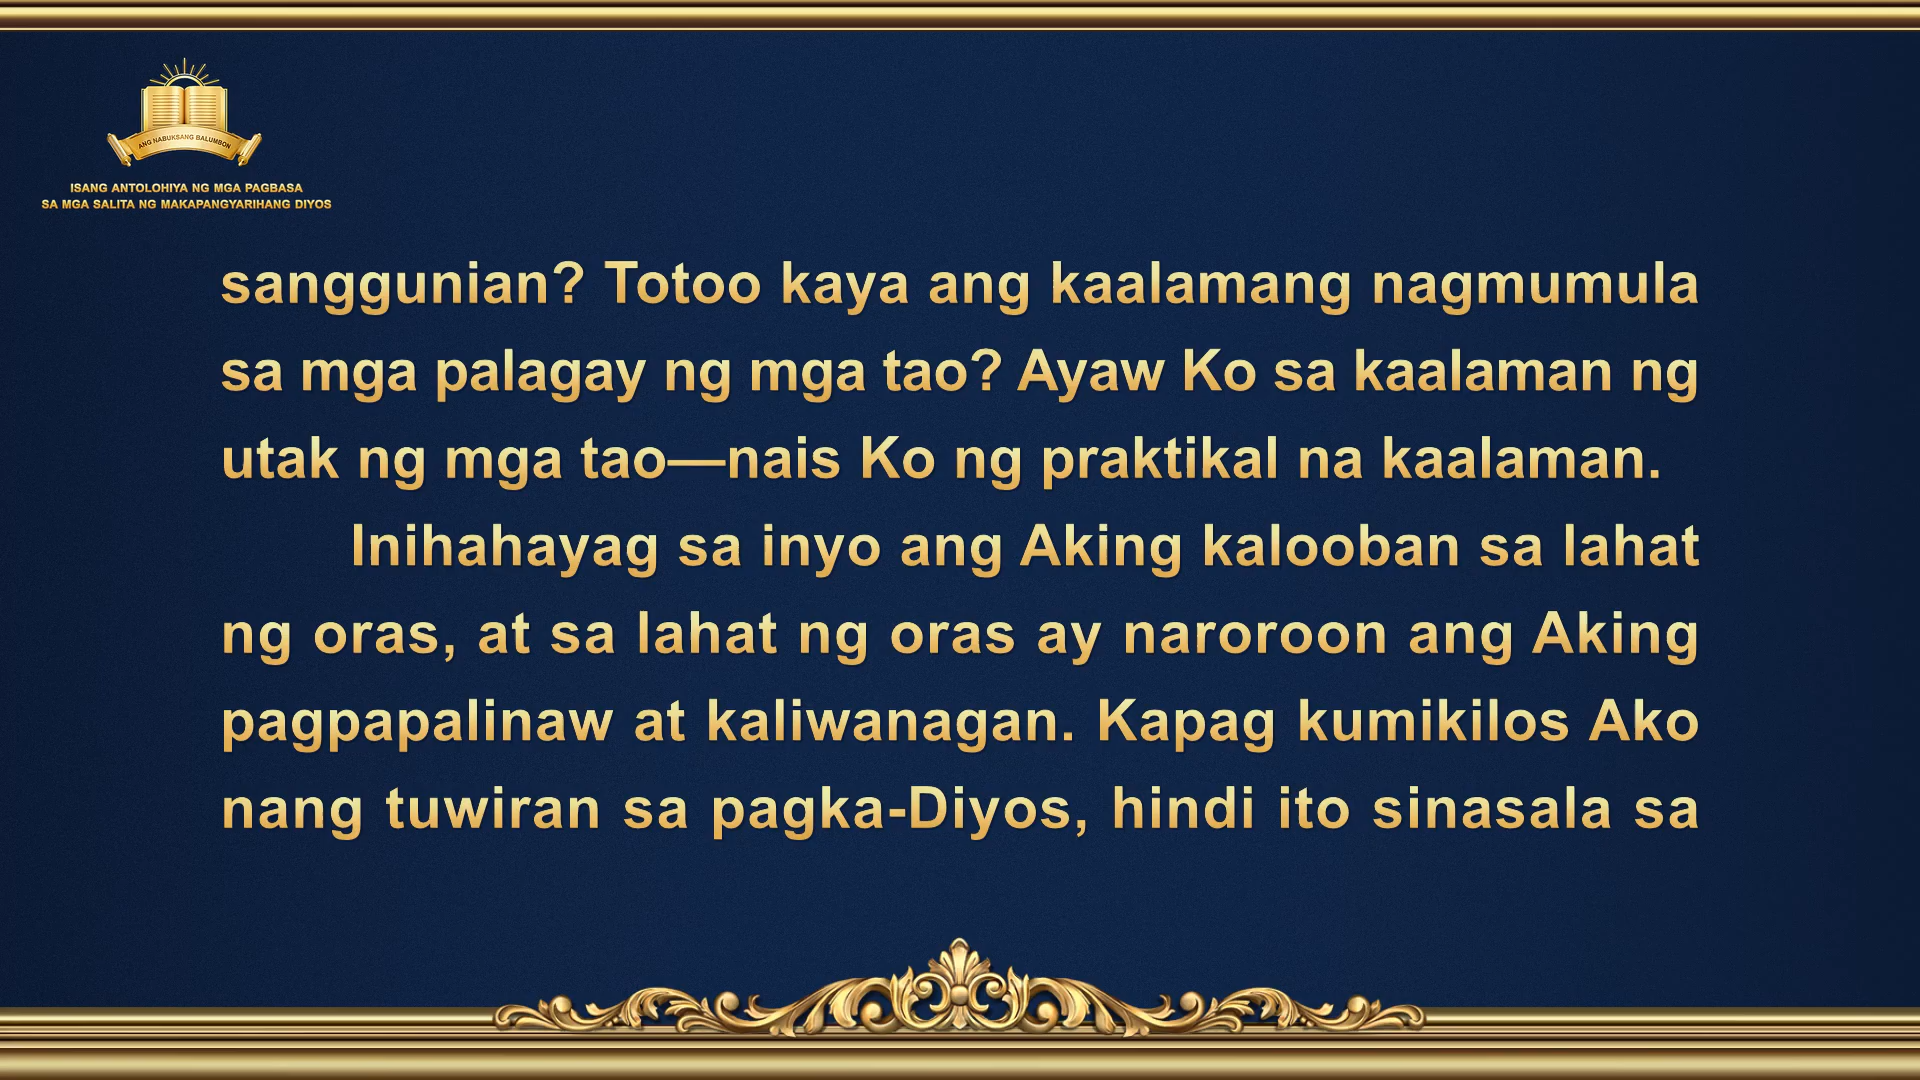 ANG NABUKSANG BALUMBON
ISANG ANTOLOHIYA NG MGA PAGBASA
SA MGA SALITA NG MAKAPANGYARIHANG DIYOS
sanggunian? Totoo kaya ang kaalamang nagmumula
sa mga palagay ng mga tao? Ayaw Ko sa kaalaman ng
utak ng mga tao—nais Ko ng praktikal na kaalaman.
Inihahayag sa inyo ang Aking kalooban sa lahat
ng oras, at sa lahat ng oras ay naroroon ang Aking
pagpapalinaw at kaliwanagan. Kapag kumikilos Ako
nang tuwiran sa pagka-Diyos, hindi ito sinasala sa